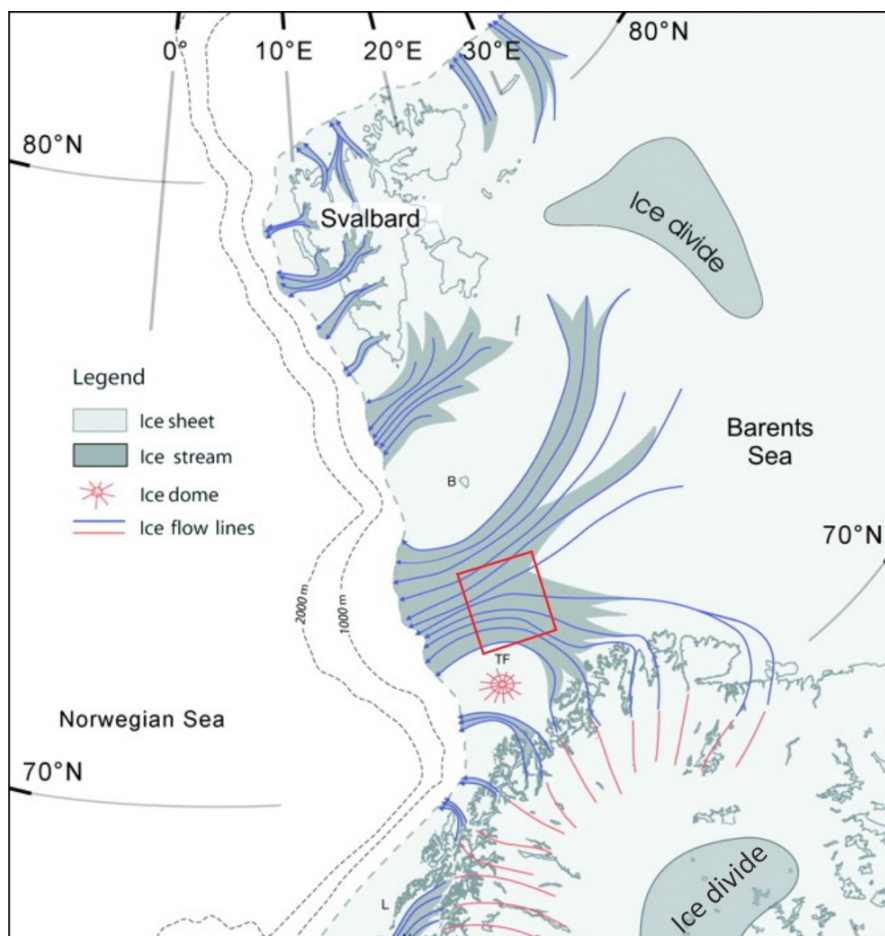 0°
10°E
20°E
30°E
80°N
80°N
Svalbard
Ice divide
Legend
Ice sheet
Ice stream
Ice dome
Ice flow lines
Barents
Sea
B
70°N
2000 m
1000 m
TF
Norwegian Sea
70°N
L
Ice divide